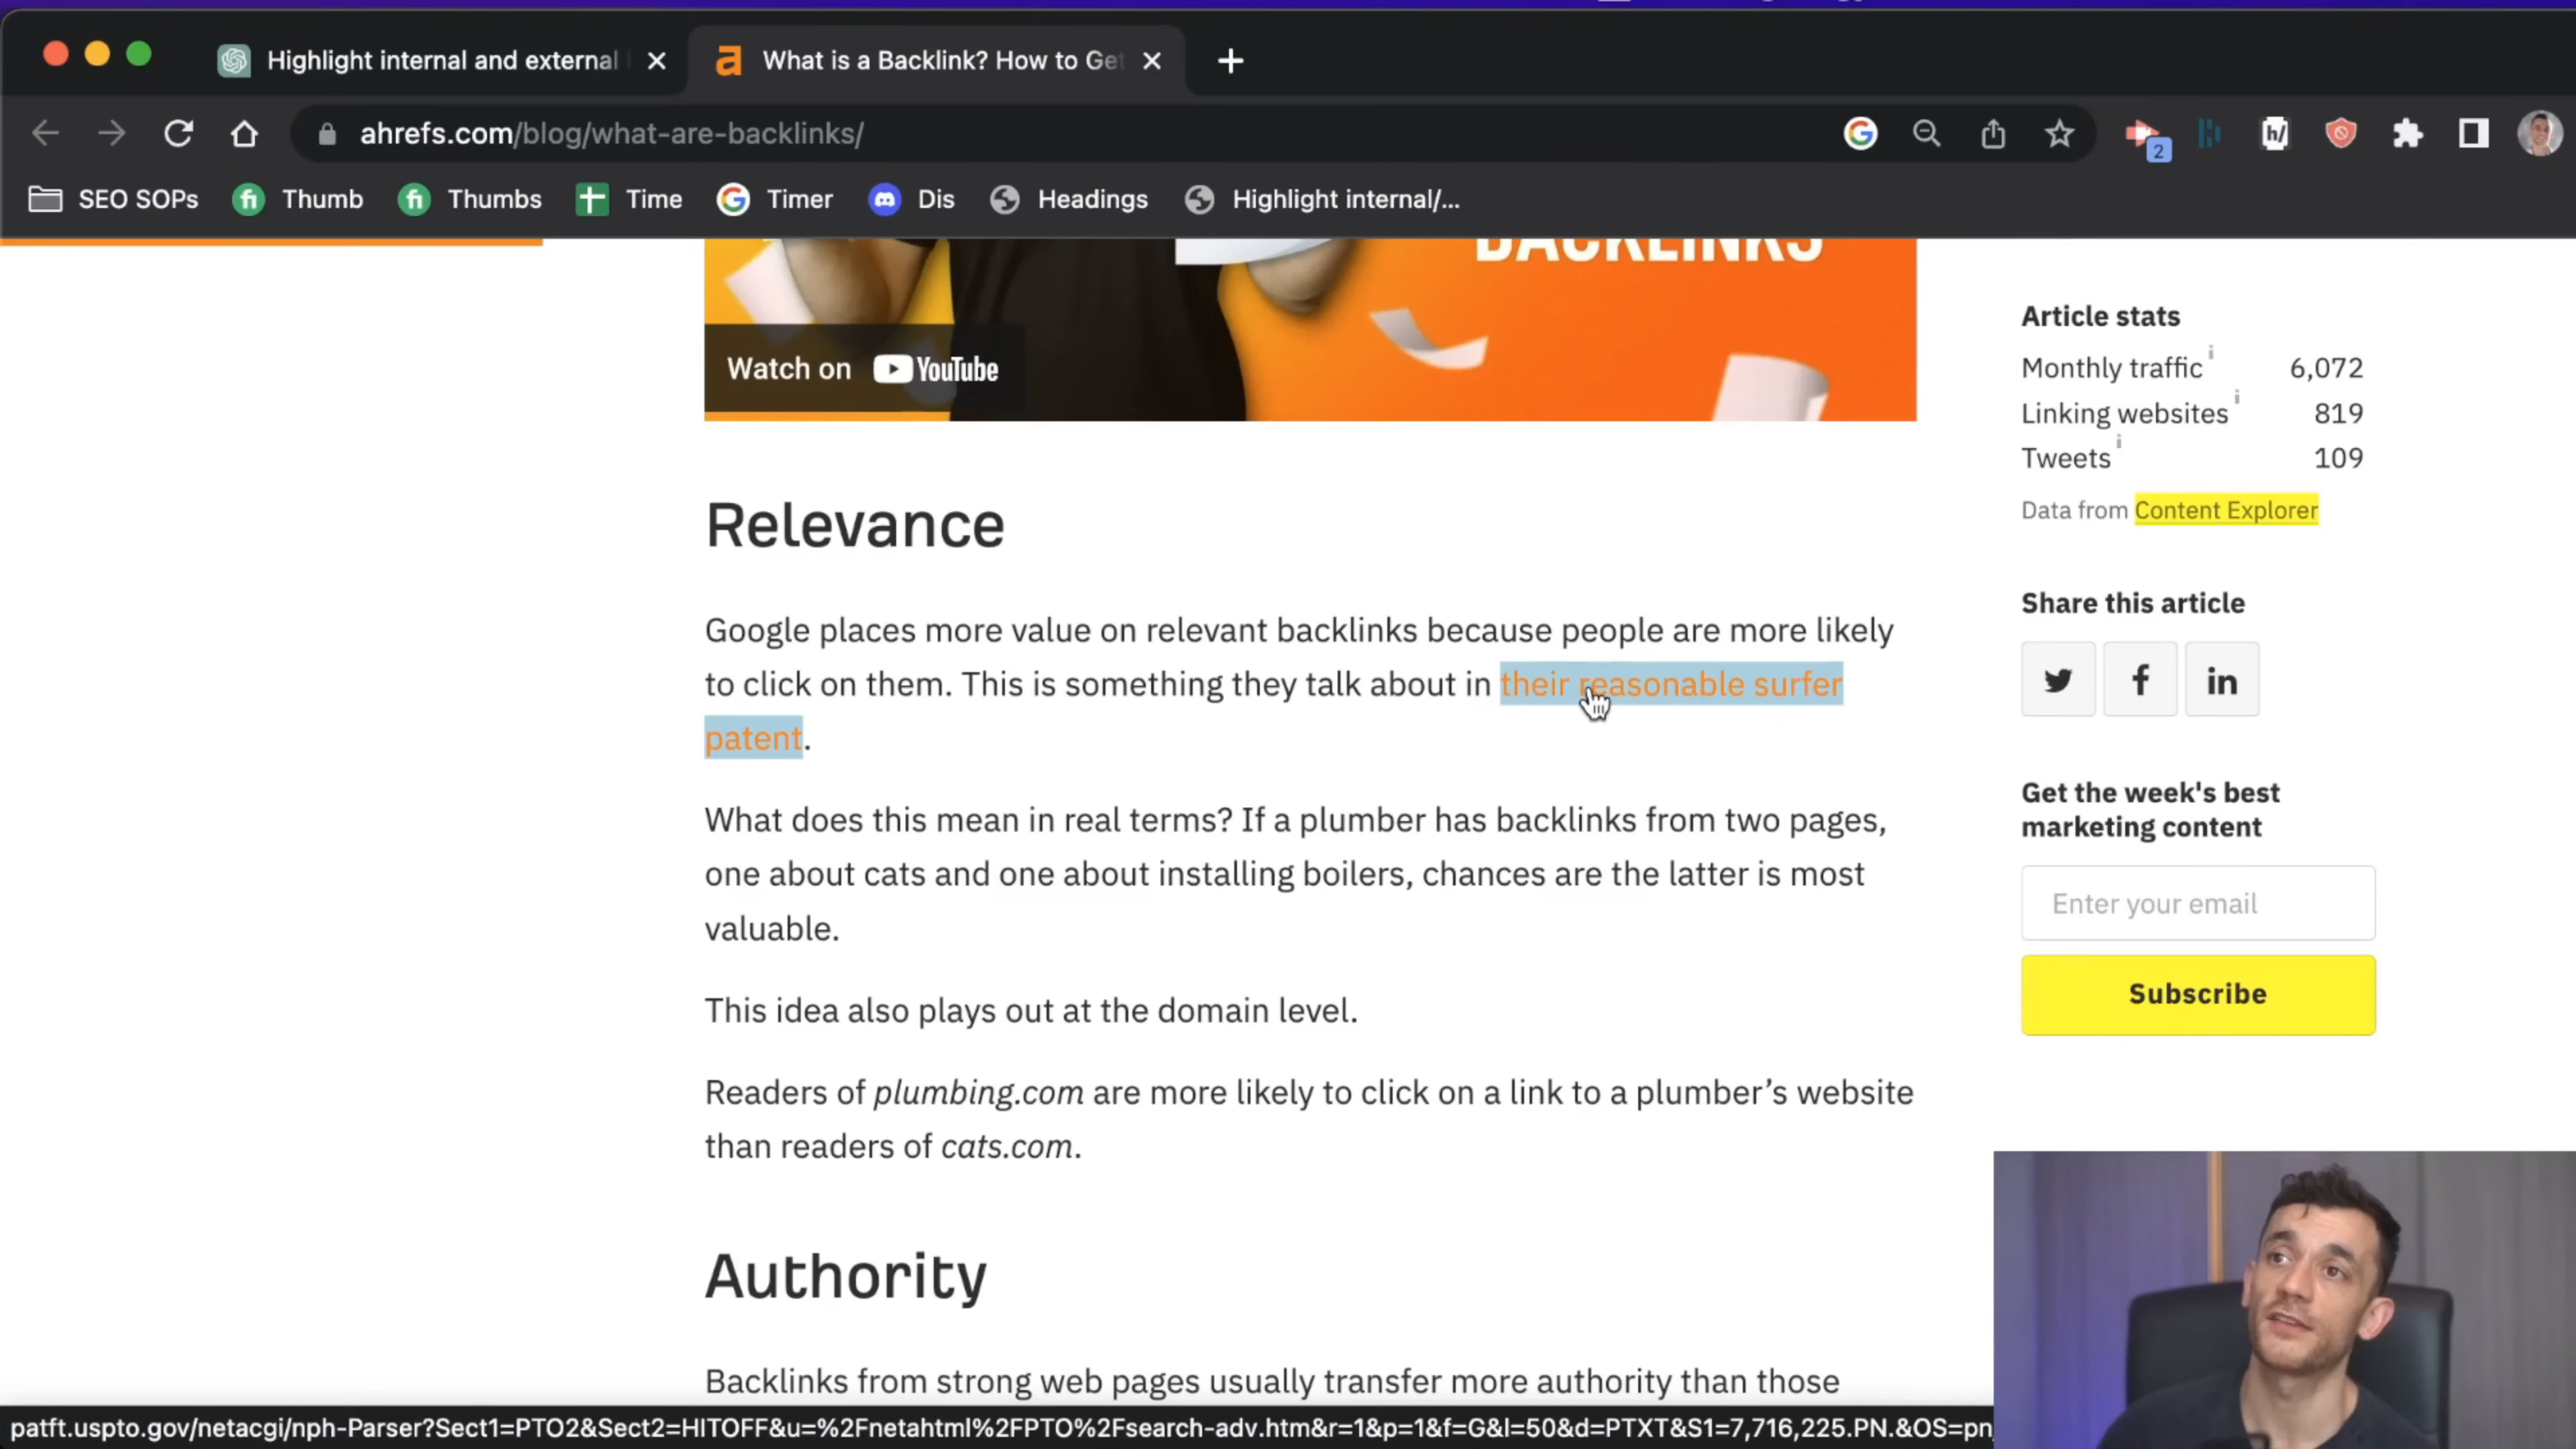 Highlight internal and external
What is a Backlink? How to Get
ahrefs.com/blog/what-are-backlinks/
2
h/
SEO SOPs
Thumb
Thumbs
Time
Timer
Dis
Headings
Highlight internal/...
BACKLINKS
Watch on YouTube
Relevance
Google places more value on relevant backlinks because people are more likely
to click on them. This is something they talk about in their reasonable surfer
patent.
What does this mean in real terms? If a plumber has backlinks from two pages,
one about cats and one about installing boilers, chances are the latter is most
valuable.
This idea also plays out at the domain level.
Readers of plumbing.com are more likely to click on a link to a plumber’s website
than readers of cats.com.
Authority
Backlinks from strong web pages usually transfer more authority than those
Article stats
Monthly traffic i 6,072
Linking websites i 819
Tweets i 109
Data from Content Explorer
Share this article
Get the week's best
marketing content
Enter your email
Subscribe
patft.uspto.gov/netacgi/nph-Parser?Sect1=PTO2&Sect2=HITOFF&u=%2Fnetahtml%2FPTO%2Fsearch-adv.htm&r=1&p=1&f=G&l=50&d=PTXT&S1=7,716,225.PN.&OS=pn